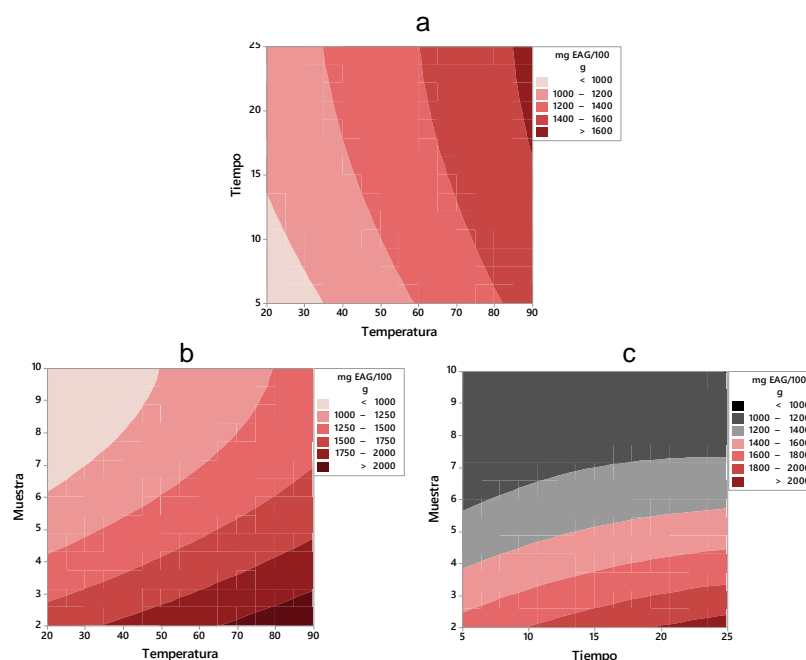 a
mg EAG/100
g
< 1000
1000 – 1200
1200 – 1400
1400 – 1600
> 1600
25
20
15
10
5
Tiempo
20 30 40 50 60 70 80 90
Temperatura
b
mg EAG/100
g
< 1000
1000 – 1250
1250 – 1500
1500 – 1750
1750 – 2000
> 2000
10
9
8
7
6
5
4
3
2
Muestra
20 30 40 50 60 70 80 90
Temperatura
c
mg EAG/100
g
< 1000
1000 – 1200
1200 – 1400
1400 – 1600
1600 – 1800
1800 – 2000
> 2000
10
9
8
7
6
5
4
3
2
Muestra
5 10 15 20 25
Tiempo